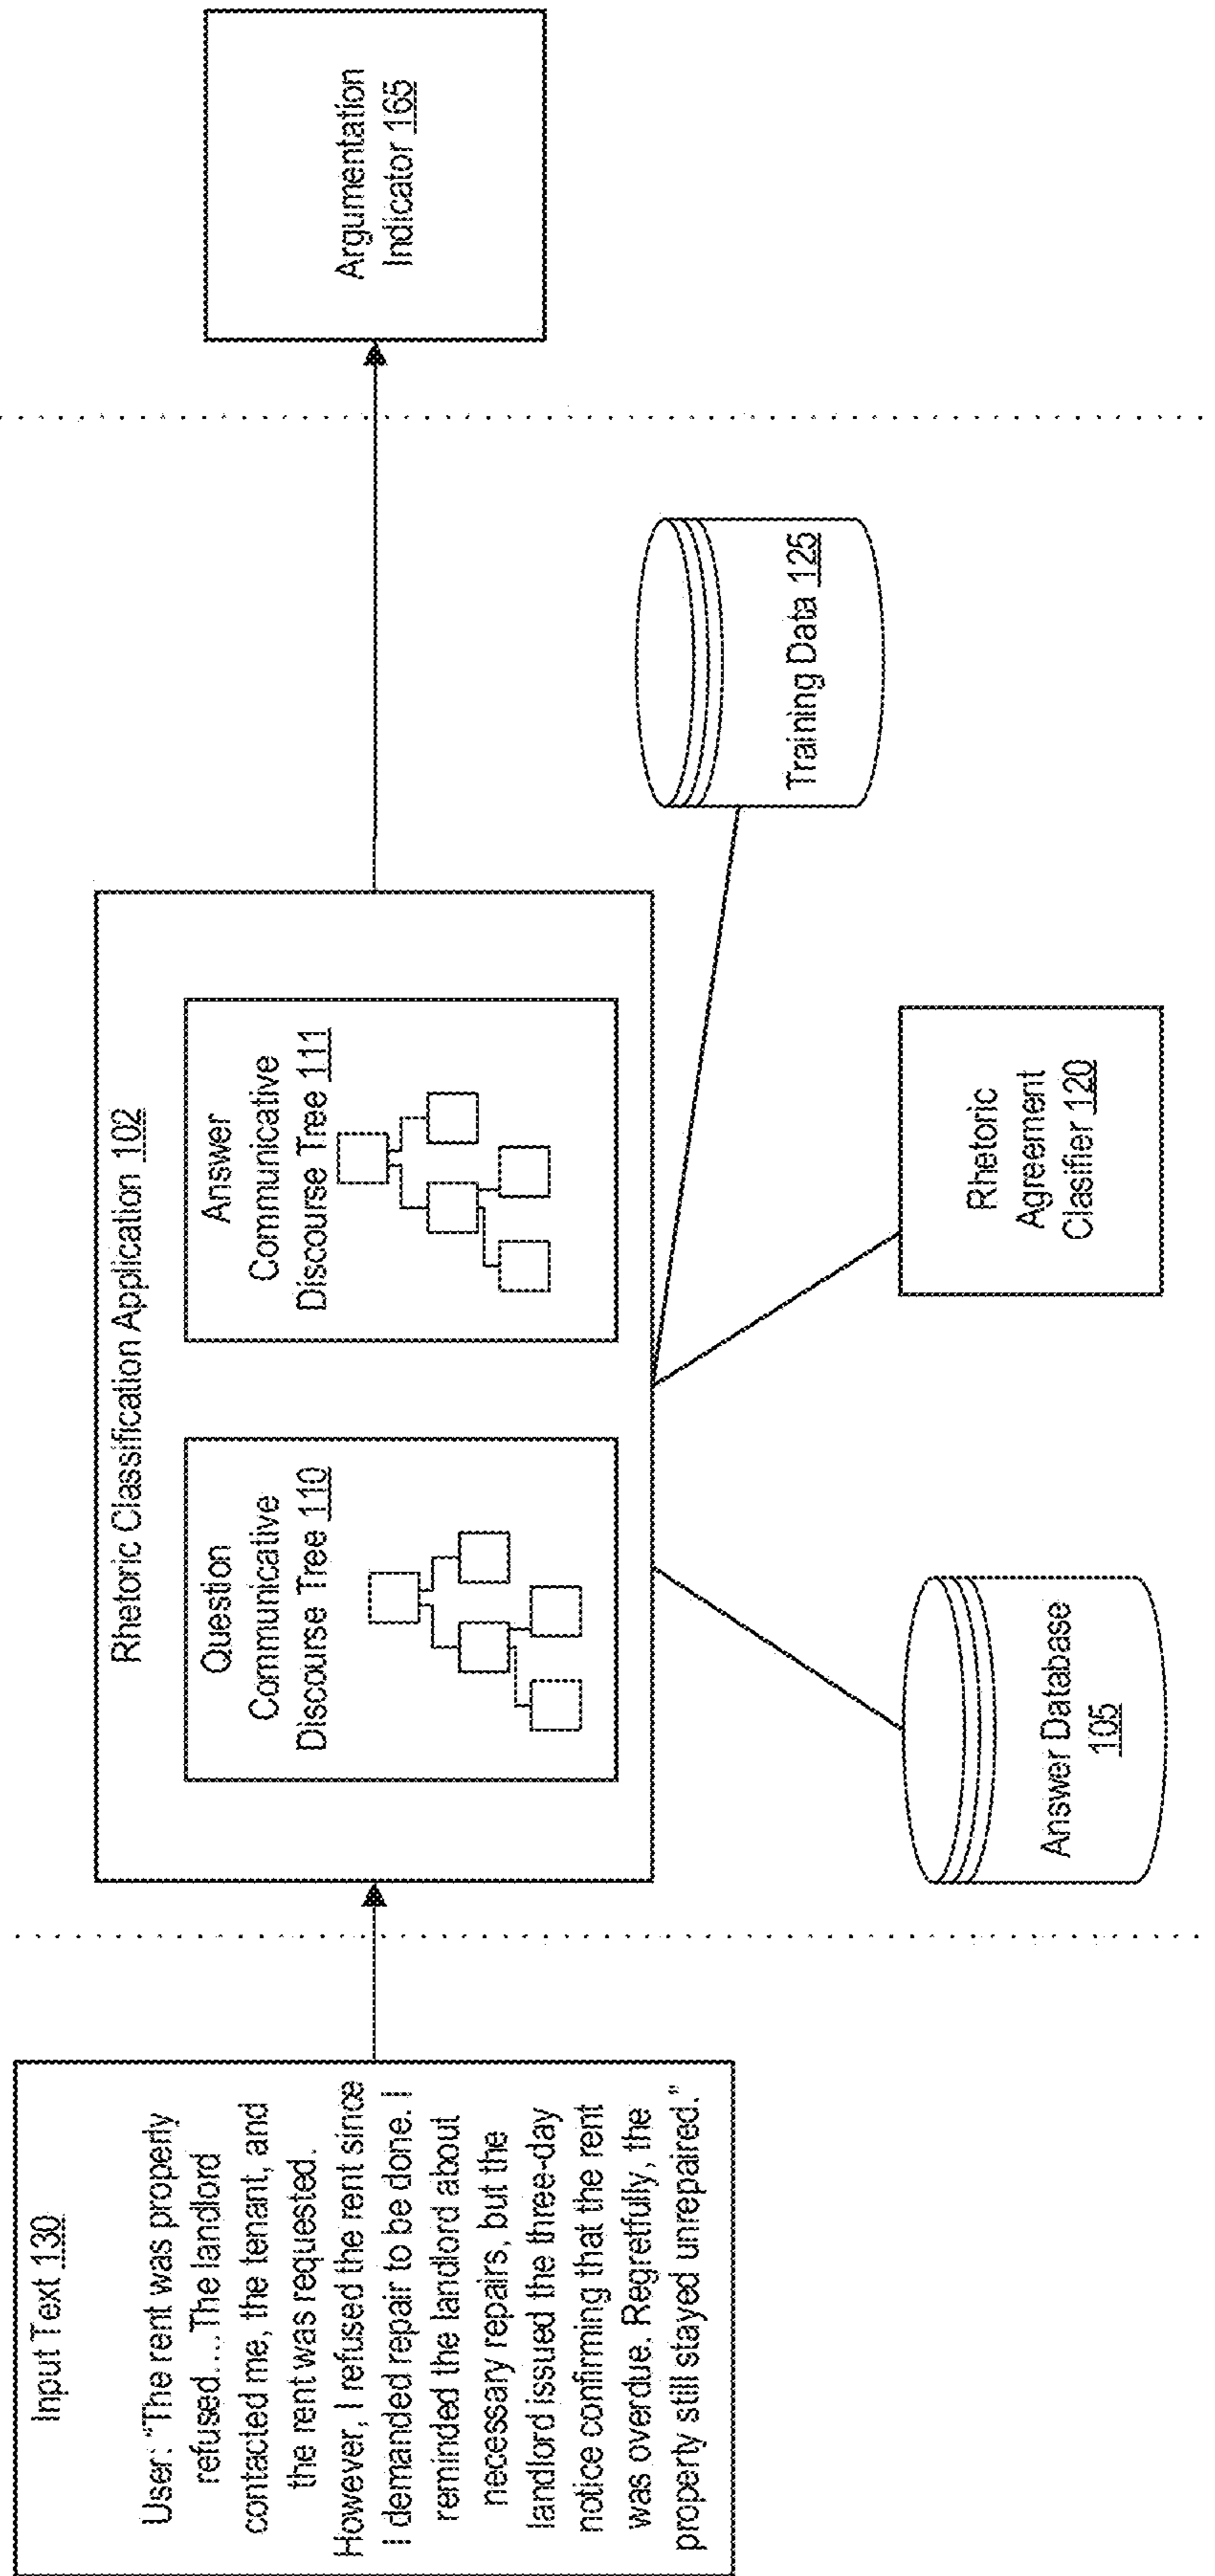 Input Text 130
User: "The rent was properly
refused....The landlord
contacted me, the tenant, and
the rent was requested.
However, I refused the rent since
I demanded repair to be done. I
reminded the landlord about
necessary repairs, but the
landlord issued the three-day
notice confirming that the rent
was overdue. Regretfully, the
property still stayed unrepaired."
Rhetoric Classification Application 102
Question
Communicative
Discourse Tree 110
Answer
Communicative
Discourse Tree 111
Answer Database
105
Rhetoric
Agreement
Clasifier 120
Training Data 125
Argumentation
Indicator 165